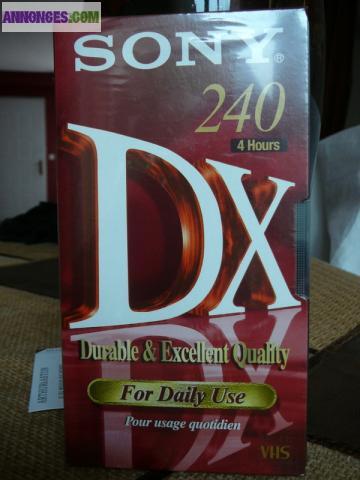 ANNONCES.COM
SONY®
240
4 Hours
DX
Durable & Excellent Quality
For Daily Use
Pour usage quotidien
VHS